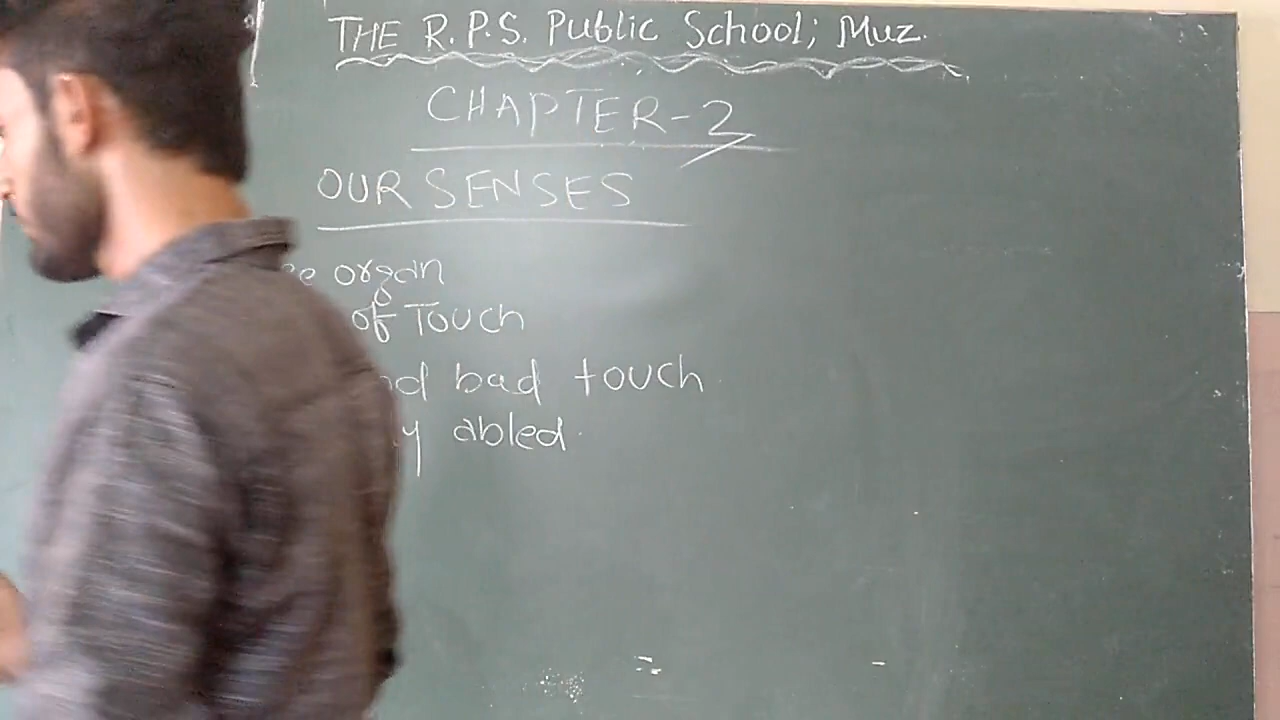 THE R.P.S. Public School; Muz.
CHAPTER-2
OUR SENSES
organ
of Touch
bad touch
abled.